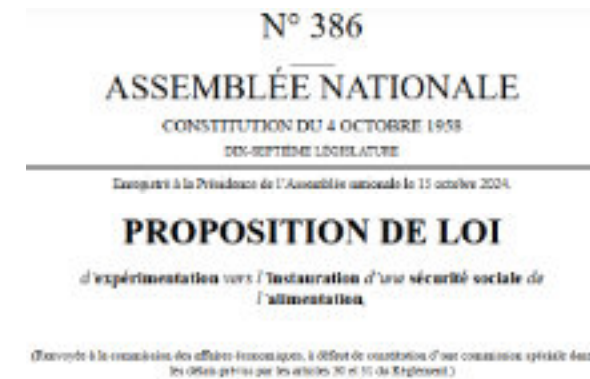 N° 386
ASSEMBLÉE NATIONALE
CONSTITUTION DU 4 OCTOBRE 1958
DIX-SEPTIÈME LÉGISLATURE
Enregistré à la Présidence de l'Assemblée nationale le 15 octobre 2024.
PROPOSITION DE LOI
d'expérimentation vers l'instauration d'une sécurité sociale de
l'alimentation,
(Renvoyée à la commission des affaires économiques, à défaut de constitution d'une commission spéciale dans
les délais prévus par les articles 30 et 31 du Règlement.)